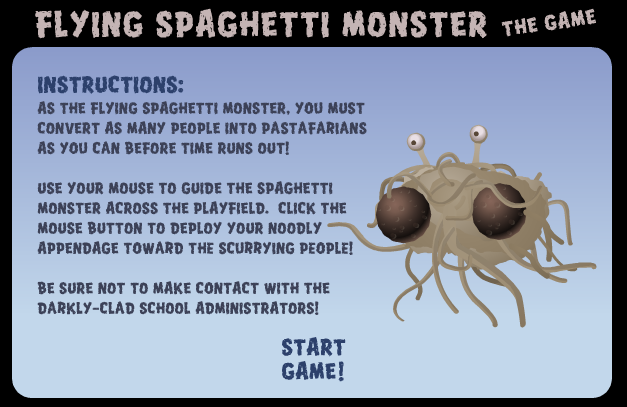 FLYING SPAGHETTI MONSTER THE GAME
INSTRUCTIONS:
AS THE FLYING SPAGHETTI MONSTER, YOU MUST
CONVERT AS MANY PEOPLE INTO PASTAFARIANS
AS YOU CAN BEFORE TIME RUNS OUT!
USE YOUR MOUSE TO GUIDE THE SPAGHETTI
MONSTER ACROSS THE PLAYFIELD. CLICK THE
MOUSE BUTTON TO DEPLOY YOUR NOODLY
APPENDAGE TOWARD THE SCURRYING PEOPLE!
BE SURE NOT TO MAKE CONTACT WITH THE
DARKLY-CLAD SCHOOL ADMINISTRATORS!
START
GAME!